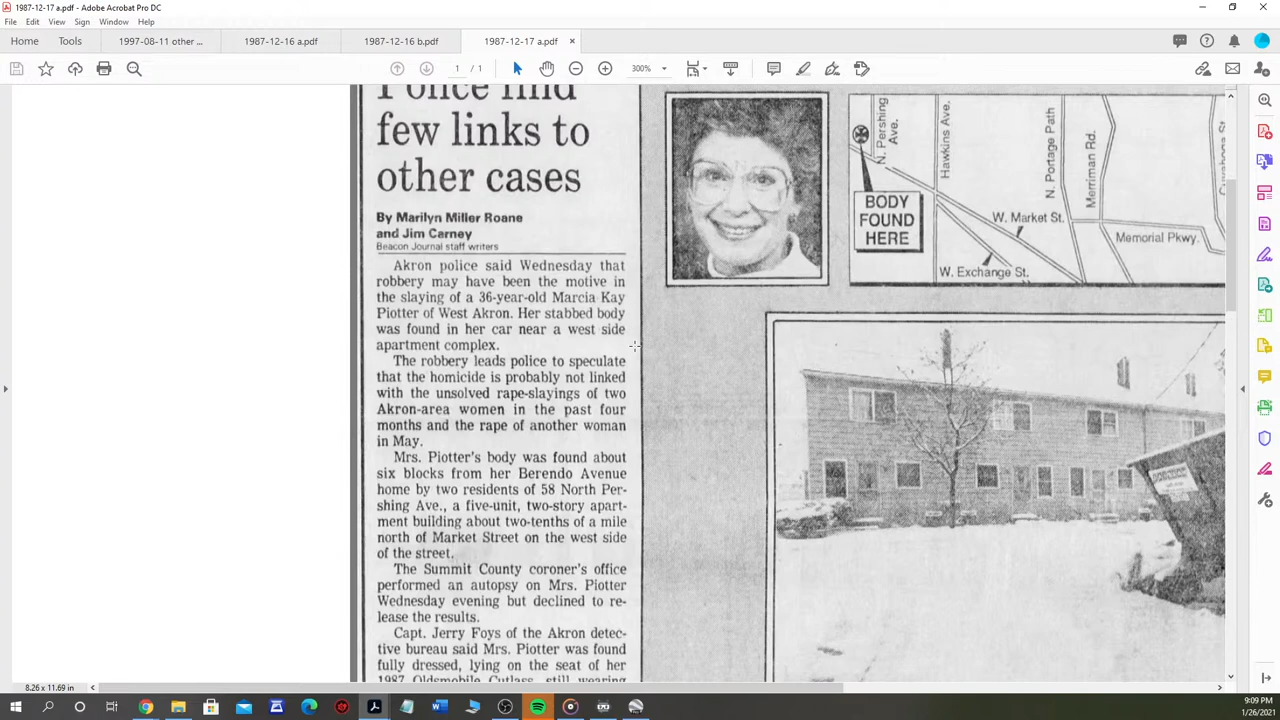 1987-12-17 a.pdf - Adobe Acrobat Pro DC
File Edit View Sign Window Help
Home Tools 1997-08-11 other ... 1987-12-16 a.pdf 1987-12-16 b.pdf 1987-12-17 a.pdf ×
1 / 1 300%
Police find
few links to
other cases
By Marilyn Miller Roane
and Jim Carney
Beacon Journal staff writers
Akron police said Wednesday that
robbery may have been the motive in
the slaying of a 36-year-old Marcia Kay
Piotter of West Akron. Her stabbed body
was found in her car near a west side
apartment complex.
The robbery leads police to speculate
that the homicide is probably not linked
with the unsolved rape-slayings of two
Akron-area women in the past four
months and the rape of another woman
in May.
Mrs. Piotter's body was found about
six blocks from her Berendo Avenue
home by two residents of 58 North Per-
shing Ave., a five-unit, two-story apart-
ment building about two-tenths of a mile
north of Market Street on the west side
of the street.
The Summit County coroner's office
performed an autopsy on Mrs. Piotter
Wednesday evening but declined to re-
lease the results.
Capt. Jerry Foys of the Akron detec-
tive bureau said Mrs. Piotter was found
fully dressed, lying on the seat of her
1987 Oldsmobile Cutlass, still wearing
N. Pershing
Ave.
Hawkins Ave.
N. Portage Path
Merriman Rd.
BODY
FOUND
HERE
W. Market St.
Memorial Pkwy.
W. Exchange St.
8.26 x 11.69 in
9:09 PM
1/26/2021